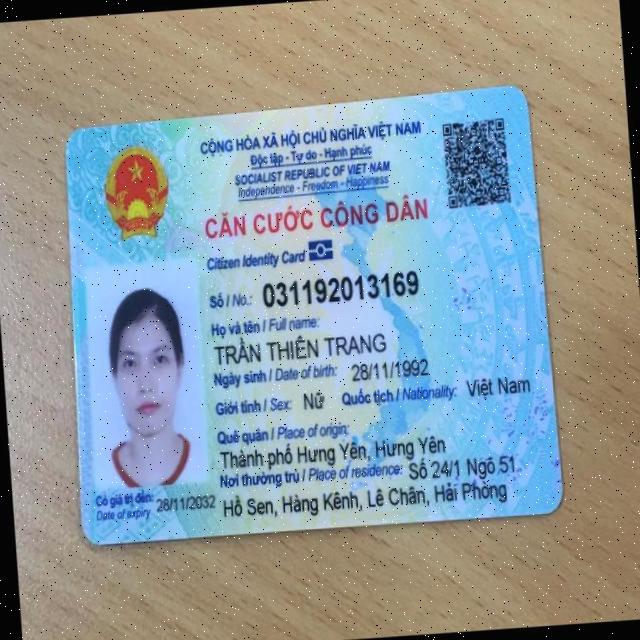 CỘNG HÒA XÃ HỘI CHỦ NGHĨA VIỆT NAM
Độc lập - Tự do - Hạnh phúc
SOCIALIST REPUBLIC OF VIET NAM
Independence - Freedom - Happiness
CĂN CƯỚC CÔNG DÂN
Citizen Identity Card
Số / No.: 031192013169
Họ và tên / Full name:
TRẦN THIÊN TRANG
Ngày sinh / Date of birth: 28/11/1992
Giới tính / Sex: Nữ Quốc tịch / Nationality: Việt Nam
Quê quán / Place of origin:
Thành phố Hưng Yên, Hưng Yên
Nơi thường trú / Place of residence: Số 24/1 Ngõ 51
Hồ Sen, Hàng Kênh, Lê Chân, Hải Phòng
Có giá trị đến: 28/11/2032
Date of expiry